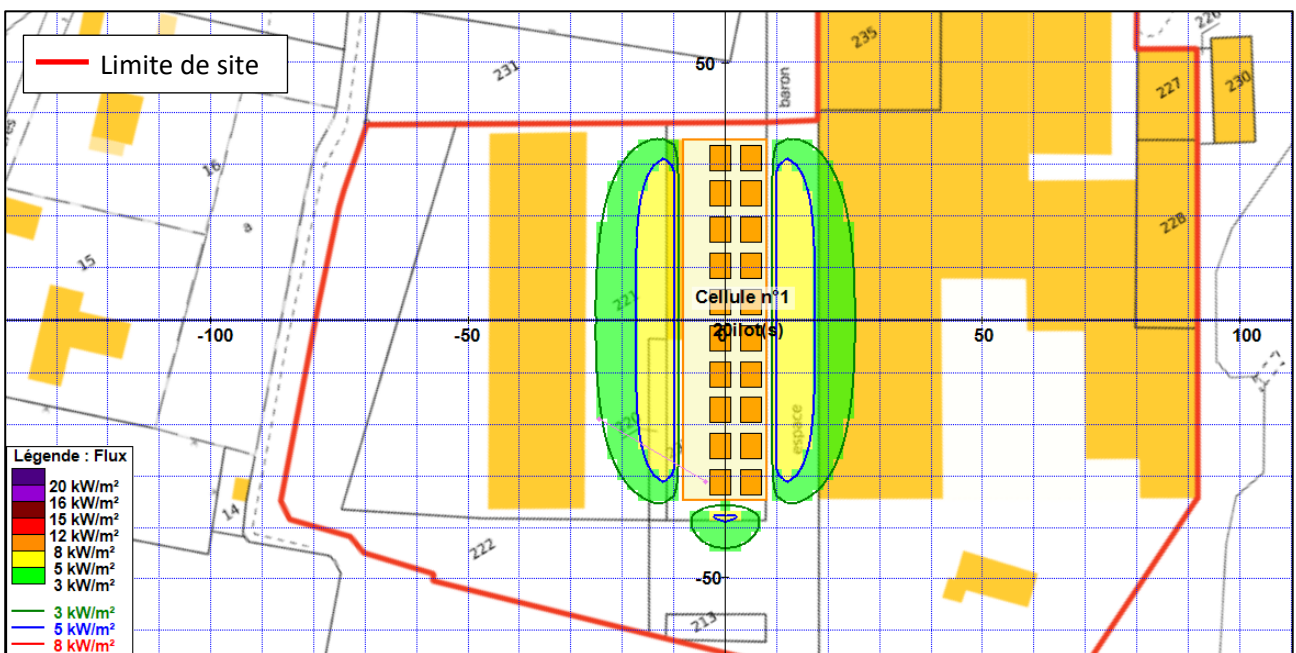 Limite de site
226
235
50
231
baron
227
230
16
a
228
15
221
Cellule n°1
20ilot(s)
-100
-50
50
100
220
espace
Légende : Flux
20 kW/m²
16 kW/m²
15 kW/m²
12 kW/m²
8 kW/m²
5 kW/m²
3 kW/m²
14
222
-50
213
3 kW/m²
5 kW/m²
8 kW/m²